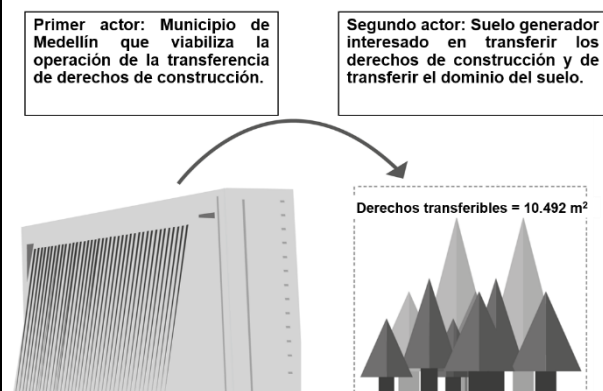 Primer actor: Municipio de
Medellín que viabiliza la
operación de la transferencia
de derechos de construcción.
Segundo actor: Suelo generador
interesado en transferir los
derechos de construcción y de
transferir el dominio del suelo.
Derechos transferibles = 10.492 m²